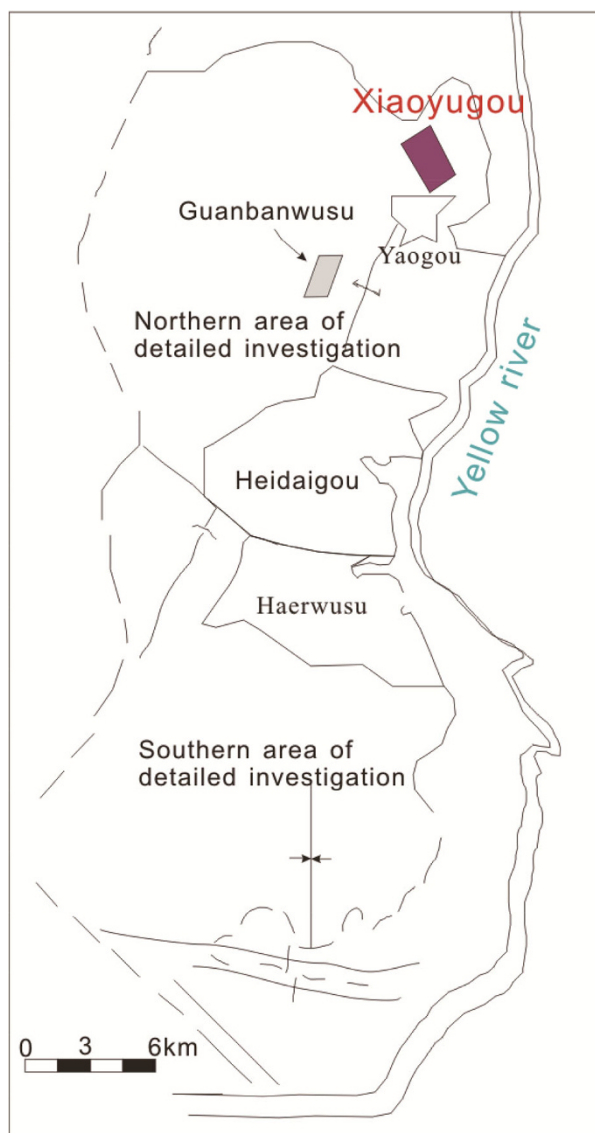 Xiaoyugou
Guanbanwusu
Yaogou
Northern area of
detailed investigation
Yellow river
Heidaigou
Haerwusu
Southern area of
detailed investigation
0 3 6km